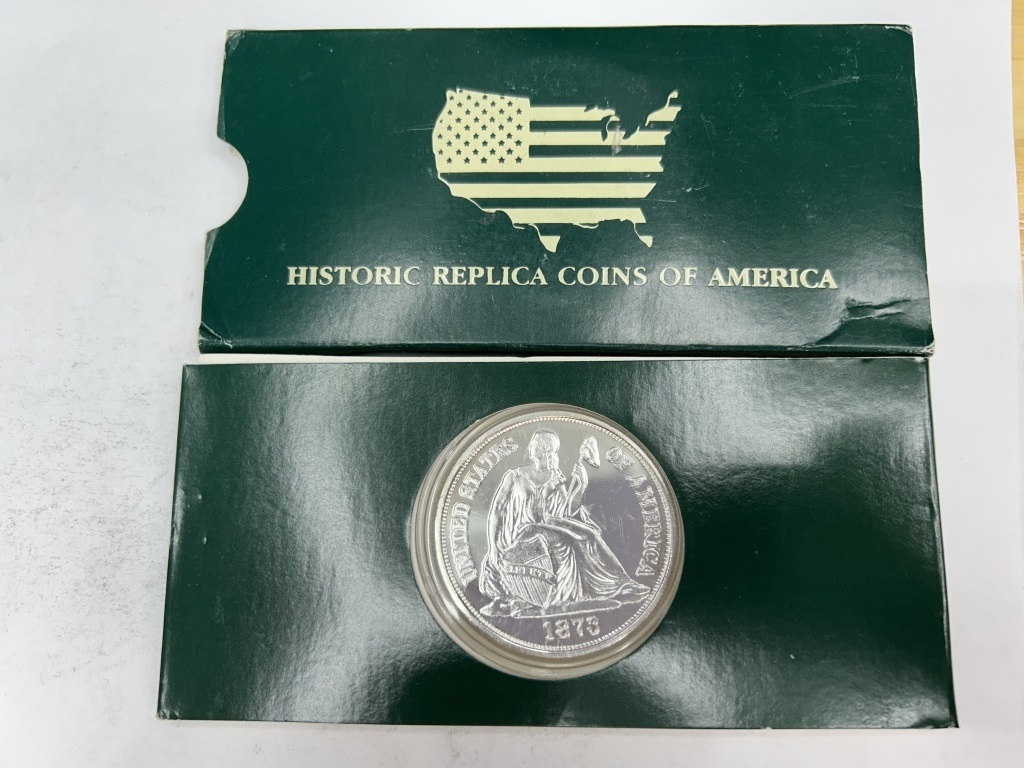 HISTORIC REPLICA COINS OF AMERICA
UNITED STATES OF AMERICA
LIBERTY
1873